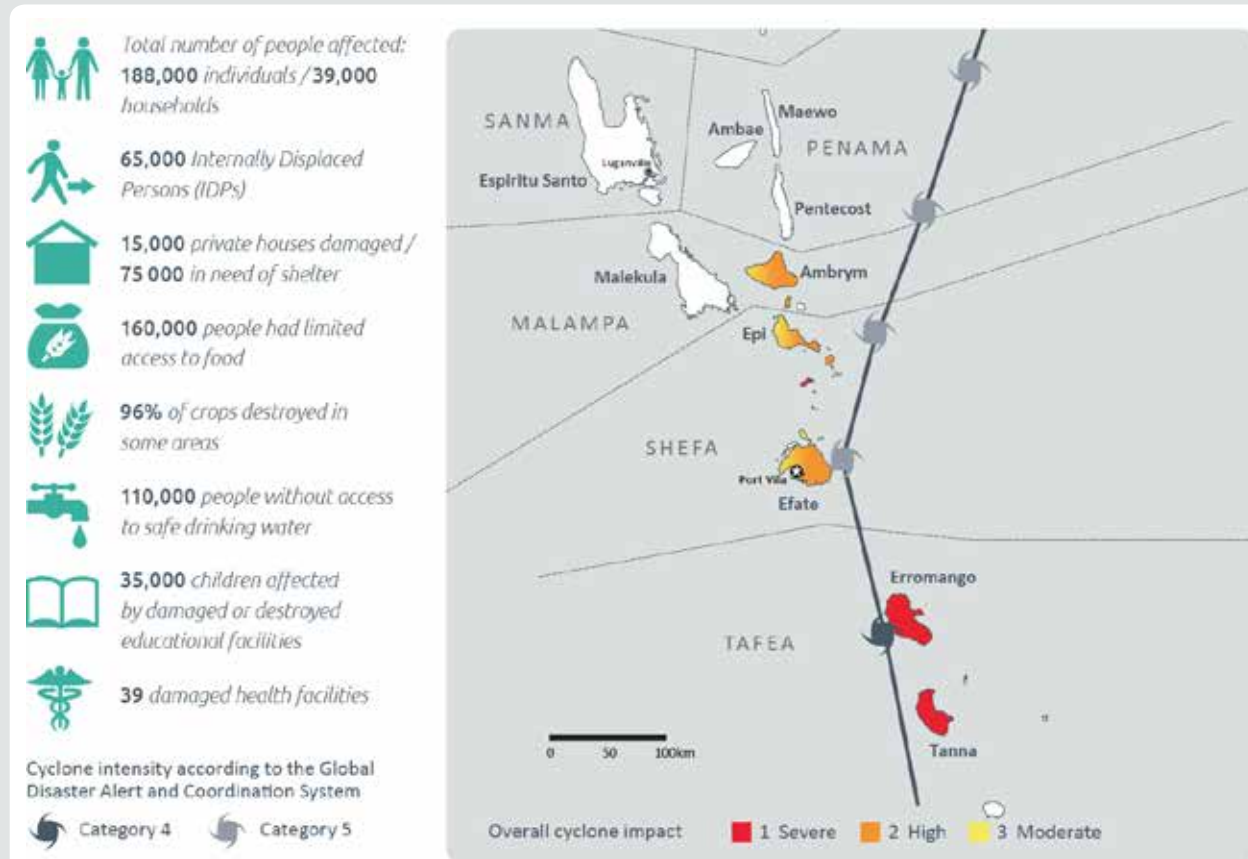 Total number of people affected:
188,000 individuals / 39,000
households
65,000 Internally Displaced
Persons (IDPs)
15,000 private houses damaged /
75 000 in need of shelter
160,000 people had limited
access to food
96% of crops destroyed in
some areas
110,000 people without access
to safe drinking water
35,000 children affected
by damaged or destroyed
educational facilities
39 damaged health facilities
Cyclone intensity according to the Global
Disaster Alert and Coordination System
Category 4
Category 5
SANMA
Luganville
Espiritu Santo
Ambae
Maewo
PENAMA
Pentecost
Malekula
Ambrym
MALAMPA
Epi
SHEFA
Port Vila
Efate
Erromango
TAFEA
Tanna
0 50 100km
Overall cyclone impact
1 Severe
2 High
3 Moderate